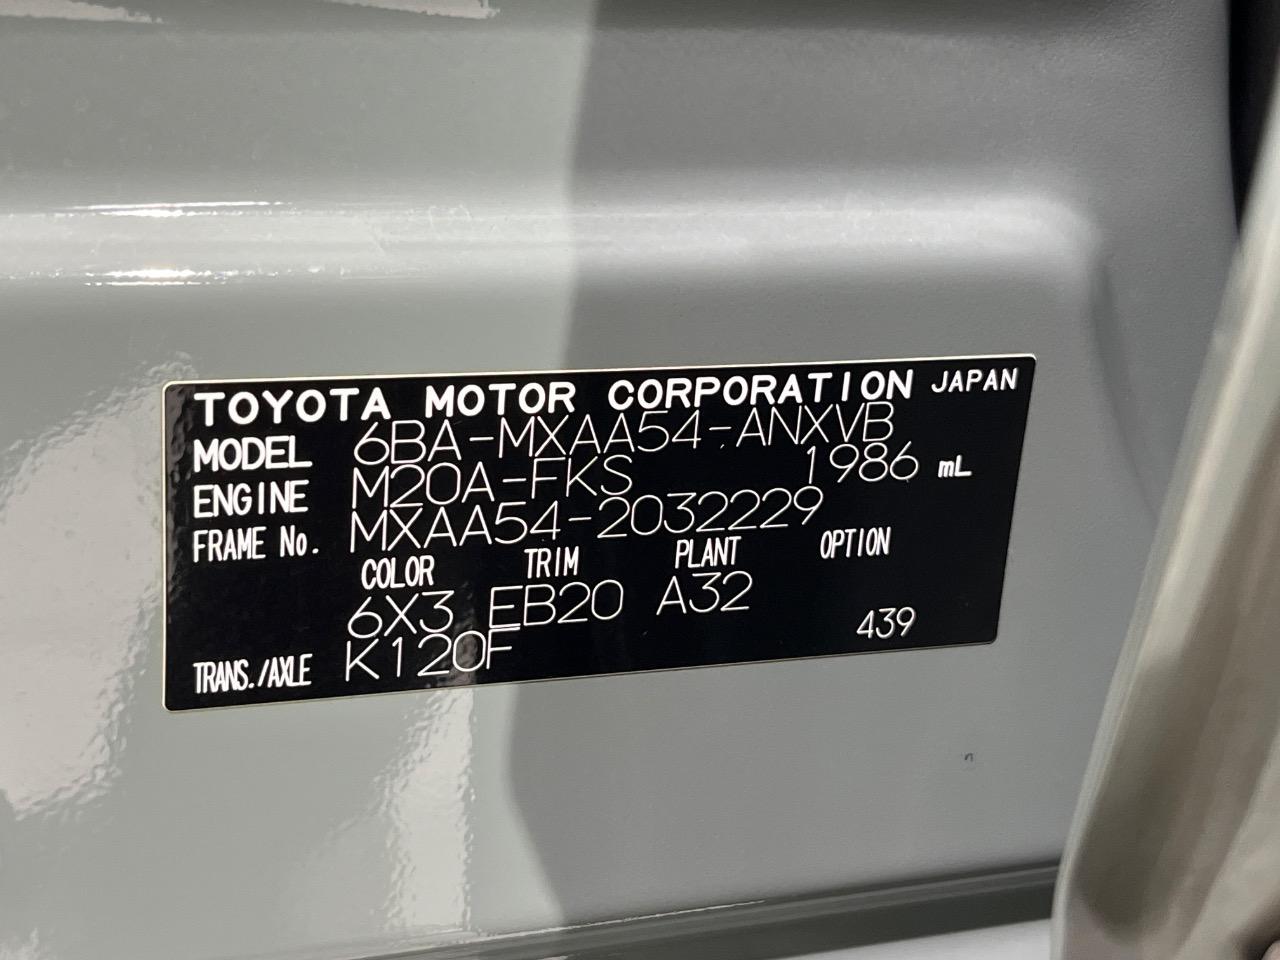 TOYOTA MOTOR CORPORATION JAPAN
MODEL 6BA-MXAA54-ANXVB
ENGINE M20A-FKS 1986 mL
FRAME No. MXAA54-2032229
COLOR TRIM PLANT OPTION
6X3 EB20 A32
TRANS./AXLE K120F 439